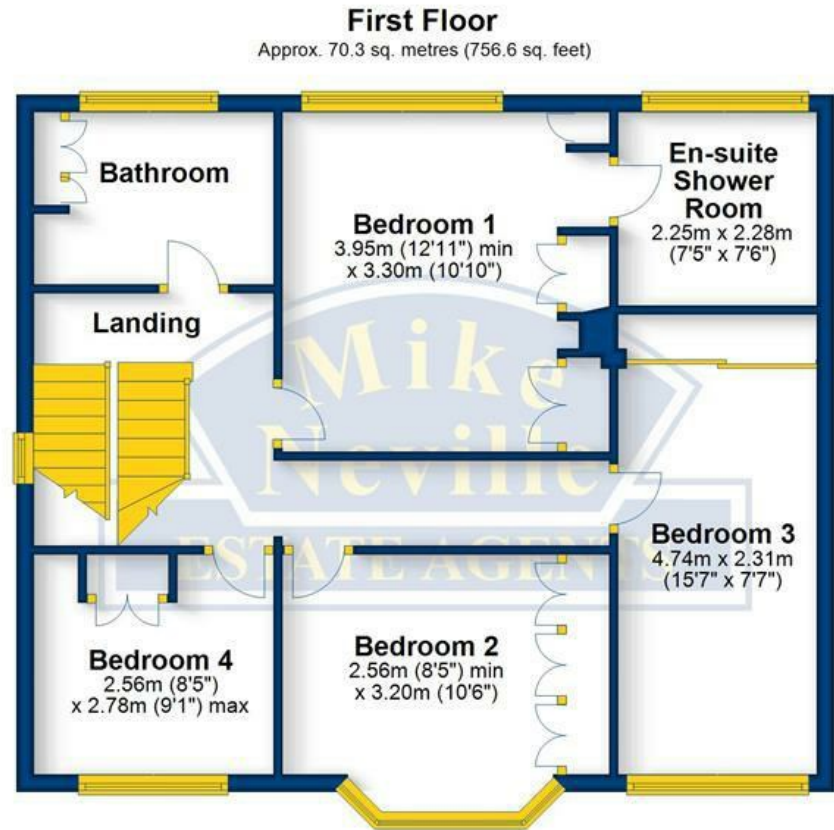 First Floor
Approx. 70.3 sq. metres (756.6 sq. feet)
Bathroom
En-suite
Shower
Room
2.25m x 2.28m
(7'5" x 7'6")
Bedroom 1
3.95m (12'11") min
x 3.30m (10'10")
Landing
Mike
Neville
ESTATE AGENTS
Bedroom 3
4.74m x 2.31m
(15'7" x 7'7")
Bedroom 4
2.56m (8'5")
x 2.78m (9'1") max
Bedroom 2
2.56m (8'5") min
x 3.20m (10'6")